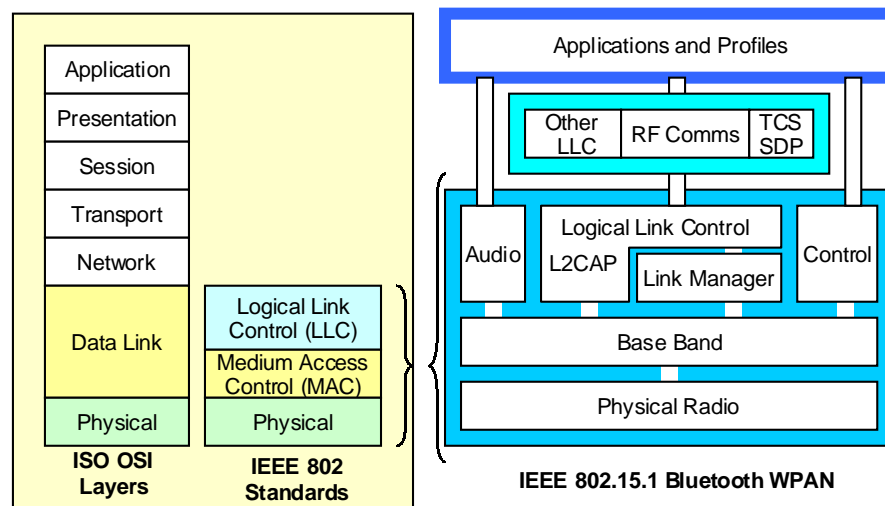 Application
Presentation
Session
Transport
Network
Data Link
Physical
ISO OSI
Layers
Logical Link
Control (LLC)
Medium Access
Control (MAC)
Physical
IEEE 802
Standards
Applications and Profiles
Other
LLC
RF Comms
TCS
SDP
Audio
Logical Link Control
L2CAP
Link Manager
Control
Base Band
Physical Radio
IEEE 802.15.1 Bluetooth WPAN